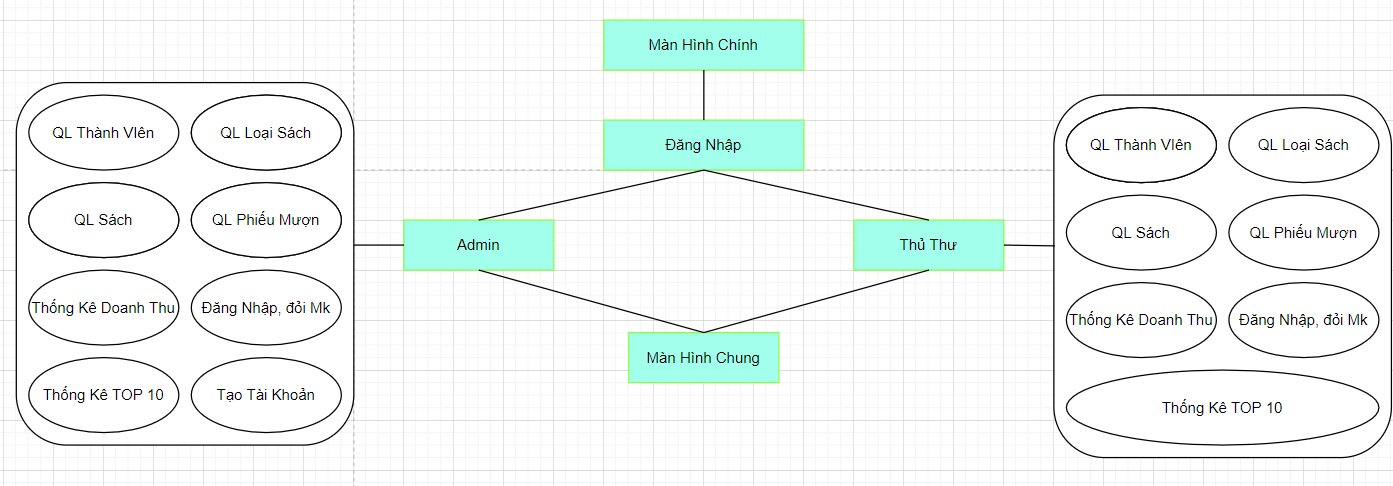 Màn Hình Chính
Đăng Nhập
Admin
Thủ Thư
Màn Hình Chung
QL Thành VIên
QL Loại Sách
QL Sách
QL Phiếu Mượn
Thống Kê Doanh Thu
Đăng Nhập, đỏi Mk
Thống Kê TOP 10
Tạo Tài Khoản
QL Thành VIên
QL Loại Sách
QL Sách
QL Phiếu Mượn
Thống Kê Doanh Thu
Đăng Nhập, đỏi Mk
Thống Kê TOP 10